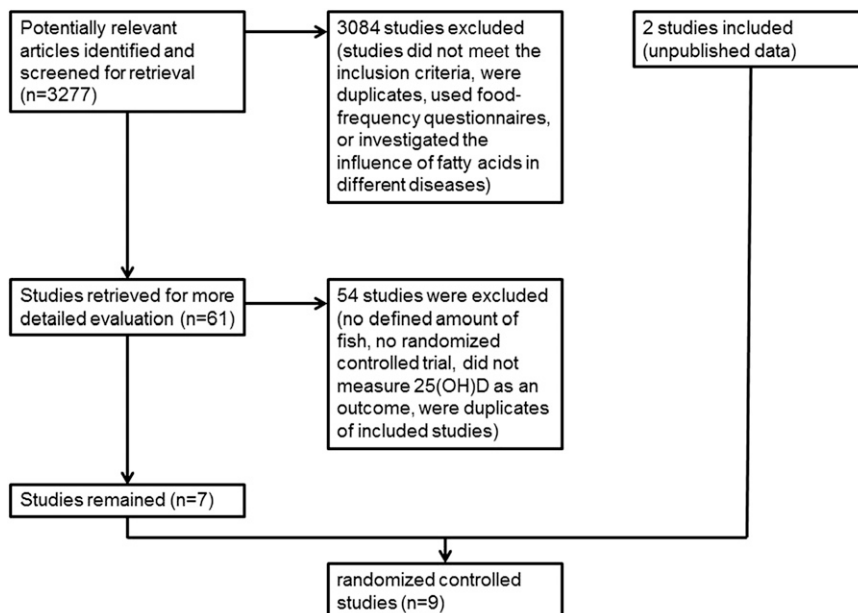 Potentially relevant
articles identified and
screened for retrieval
(n=3277)
3084 studies excluded
(studies did not meet the
inclusion criteria, were
duplicates, used food-
frequency questionnaires,
or investigated the
influence of fatty acids in
different diseases)
2 studies included
(unpublished data)
Studies retrieved for more
detailed evaluation (n=61)
54 studies were excluded
(no defined amount of
fish, no randomized
controlled trial, did not
measure 25(OH)D as an
outcome, were duplicates
of included studies)
Studies remained (n=7)
randomized controlled
studies (n=9)